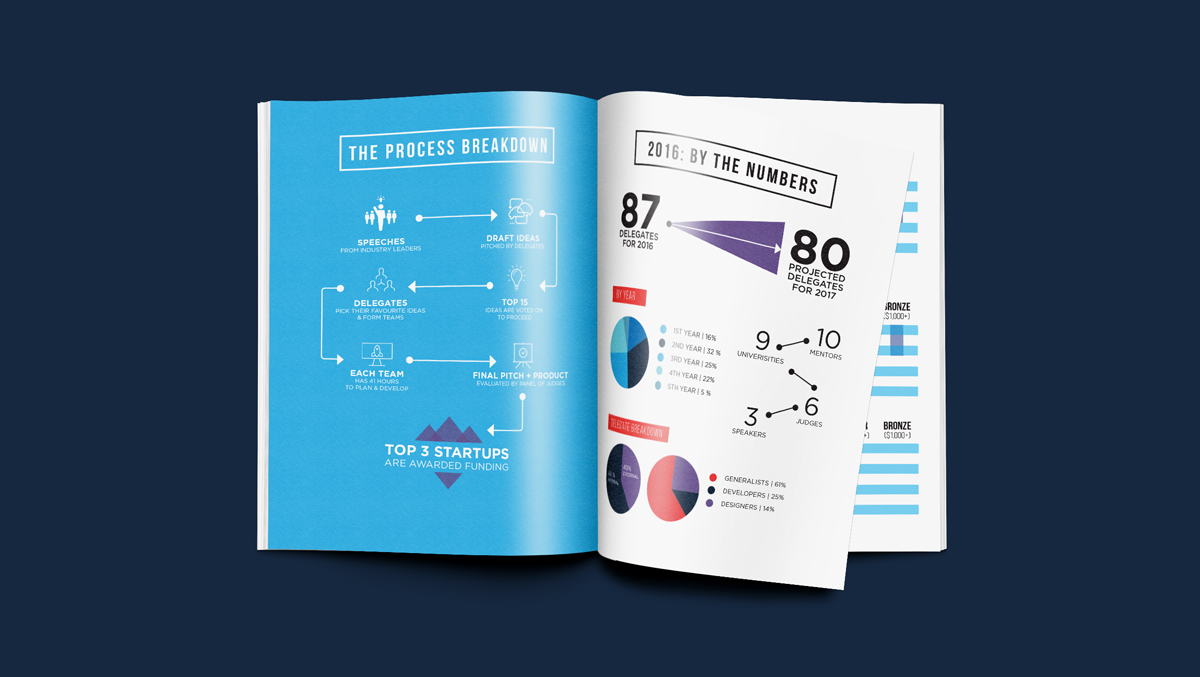 THE PROCESS BREAKDOWN
SPEECHES
FROM INDUSTRY LEADERS
DRAFT IDEAS
PITCHED BY DELEGATES
DELEGATES
PICK THEIR FAVOURITE IDEAS
& FORM TEAMS
TOP 15
IDEAS ARE VOTED ON
TO PROCEED
EACH TEAM
HAS 41 HOURS
TO PLAN & DEVELOP
FINAL PITCH + PRODUCT
EVALUATED BY PANEL OF JUDGES
TOP 3 STARTUPS
ARE AWARDED FUNDING
2016: BY THE NUMBERS
87
DELEGATES
FOR 2016
80
PROJECTED
DELEGATES
FOR 2017
BY YEAR
1ST YEAR | 16%
2ND YEAR | 32 %
3RD YEAR | 25%
4TH YEAR | 22%
5TH YEAR | 5 %
9
UNIVERISITIES
10
MENTORS
3
SPEAKERS
6
JUDGES
DELEGATE BREAKDOWN
GENERALISTS | 61%
DEVELOPERS | 25%
DESIGNERS | 14%
($1,000+)
BRONZE
($1,000+)